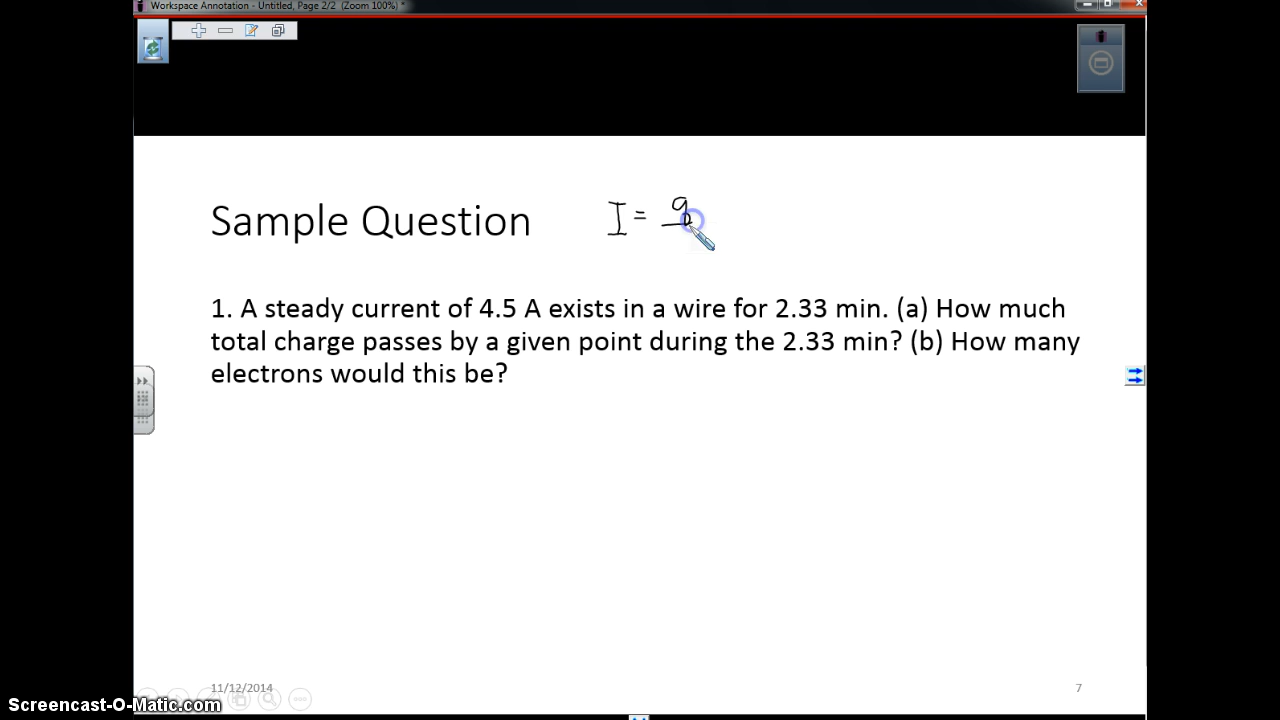 Workspace Annotation - Untitled, Page 2/2 (Zoom 100%) *
Sample Question
I = q
1. A steady current of 4.5 A exists in a wire for 2.33 min. (a) How much
total charge passes by a given point during the 2.33 min? (b) How many
electrons would this be?
11/12/2014
7
Screencast-O-Matic.com